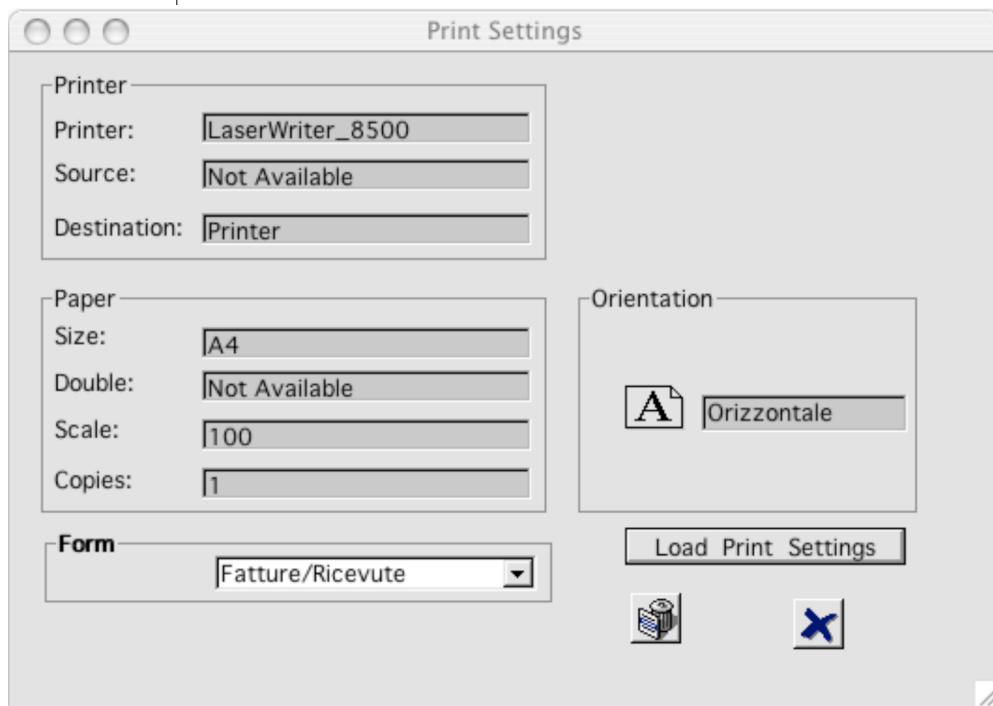 Print Settings
Printer
Printer: LaserWriter_8500
Source: Not Available
Destination: Printer
Paper
Size: A4
Double: Not Available
Scale: 100
Copies: 1
Orientation
A Orizzontale
Form
Fatture/Ricevute
Load Print Settings